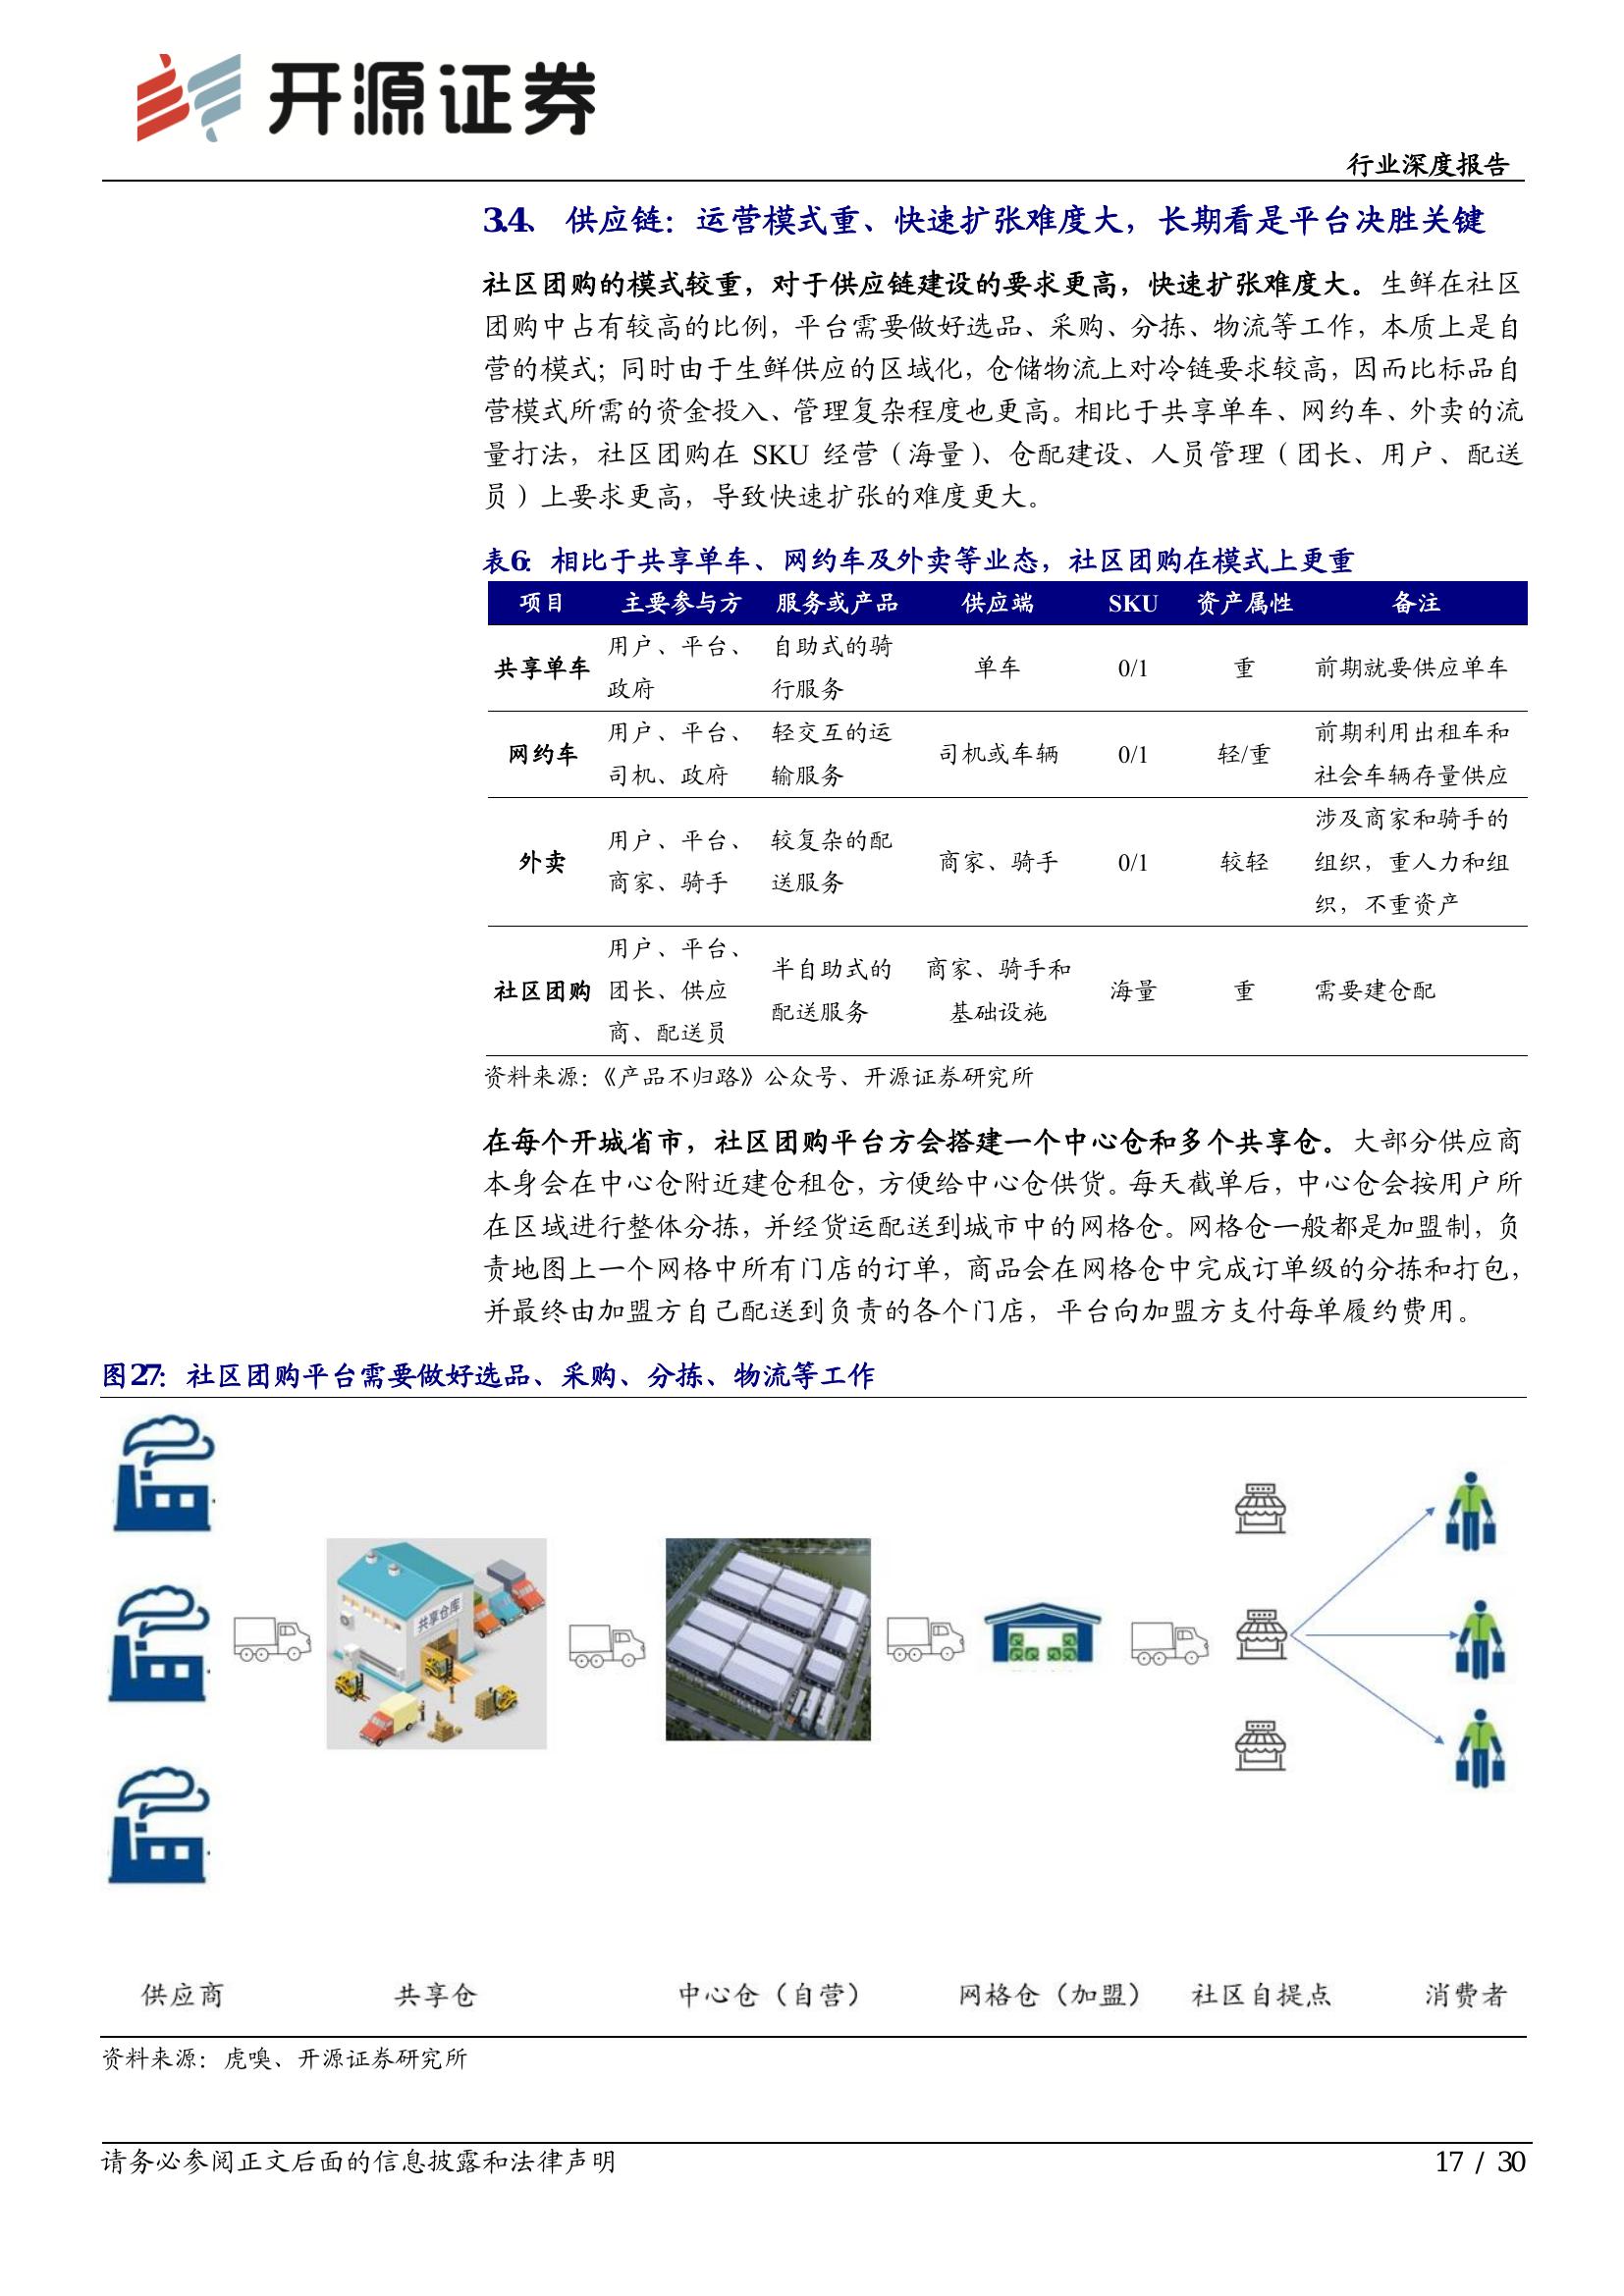 开源证券
行业深度报告
3.4、 供应链：运营模式重、快速扩张难度大，长期看是平台决胜关键
社区团购的模式较重，对于供应链建设的要求更高，快速扩张难度大。生鲜在社区
团购中占有较高的比例，平台需要做好选品、采购、分拣、物流等工作，本质上是自
营的模式；同时由于生鲜供应的区域化，仓储物流上对冷链要求较高，因而比标品自
营模式所需的资金投入、管理复杂程度也更高。相比于共享单车、网约车、外卖的流
量打法，社区团购在 SKU 经营（海量）、仓配建设、人员管理（团长、用户、配送
员）上要求更高，导致快速扩张的难度更大。
表6：相比于共享单车、网约车及外卖等业态，社区团购在模式上更重
项目 主要参与方 服务或产品 供应端 SKU 资产属性 备注
用户、平台、 自助式的骑
共享单车 单车 0/1 重 前期就要供应单车
政府 行服务
用户、平台、 轻交互的运 前期利用出租车和
网约车 司机或车辆 0/1 轻/重
司机、政府 输服务 社会车辆存量供应
涉及商家和骑手的
用户、平台、 较复杂的配
外卖 商家、骑手 0/1 较轻 组织，重人力和组
商家、骑手 送服务
织，不重资产
用户、平台、
半自助式的 商家、骑手和
社区团购 团长、供应 海量 重 需要建仓配
配送服务 基础设施
商、配送员
资料来源：《产品不归路》公众号、开源证券研究所
在每个开城省市，社区团购平台方会搭建一个中心仓和多个共享仓。大部分供应商
本身会在中心仓附近建仓租仓，方便给中心仓供货。每天截单后，中心仓会按用户所
在区域进行整体分拣，并经货运配送到城市中的网格仓。网格仓一般都是加盟制，负
责地图上一个网格中所有门店的订单，商品会在网格仓中完成订单级的分拣和打包，
并最终由加盟方自己配送到负责的各个门店，平台向加盟方支付每单履约费用。
图27：社区团购平台需要做好选品、采购、分拣、物流等工作
共享仓库
供应商 共享仓 中心仓（自营） 网格仓（加盟） 社区自提点 消费者
资料来源：虎嗅、开源证券研究所
请务必参阅正文后面的信息披露和法律声明 17 / 30